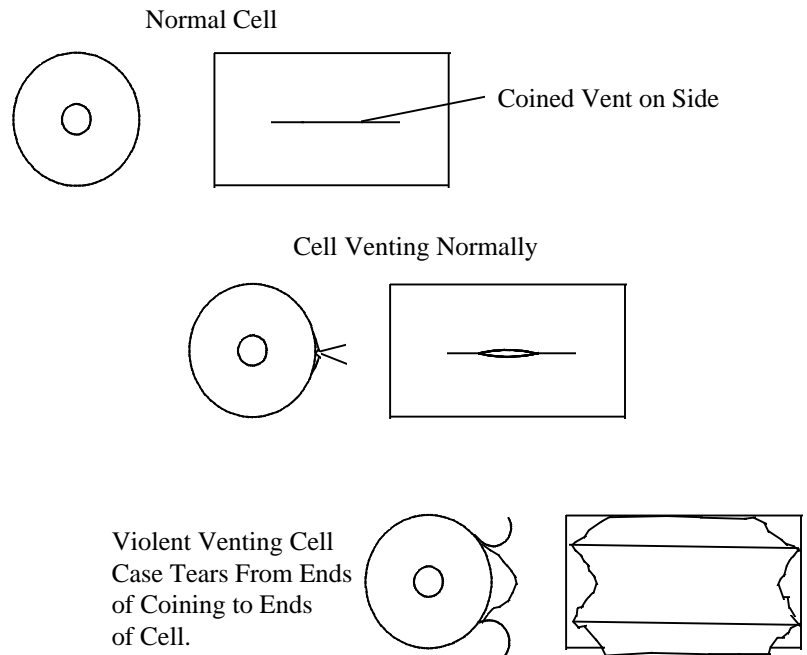 Normal Cell
Coined Vent on Side
Cell Venting Normally
Violent Venting Cell
Case Tears From Ends
of Coining to Ends
of Cell.